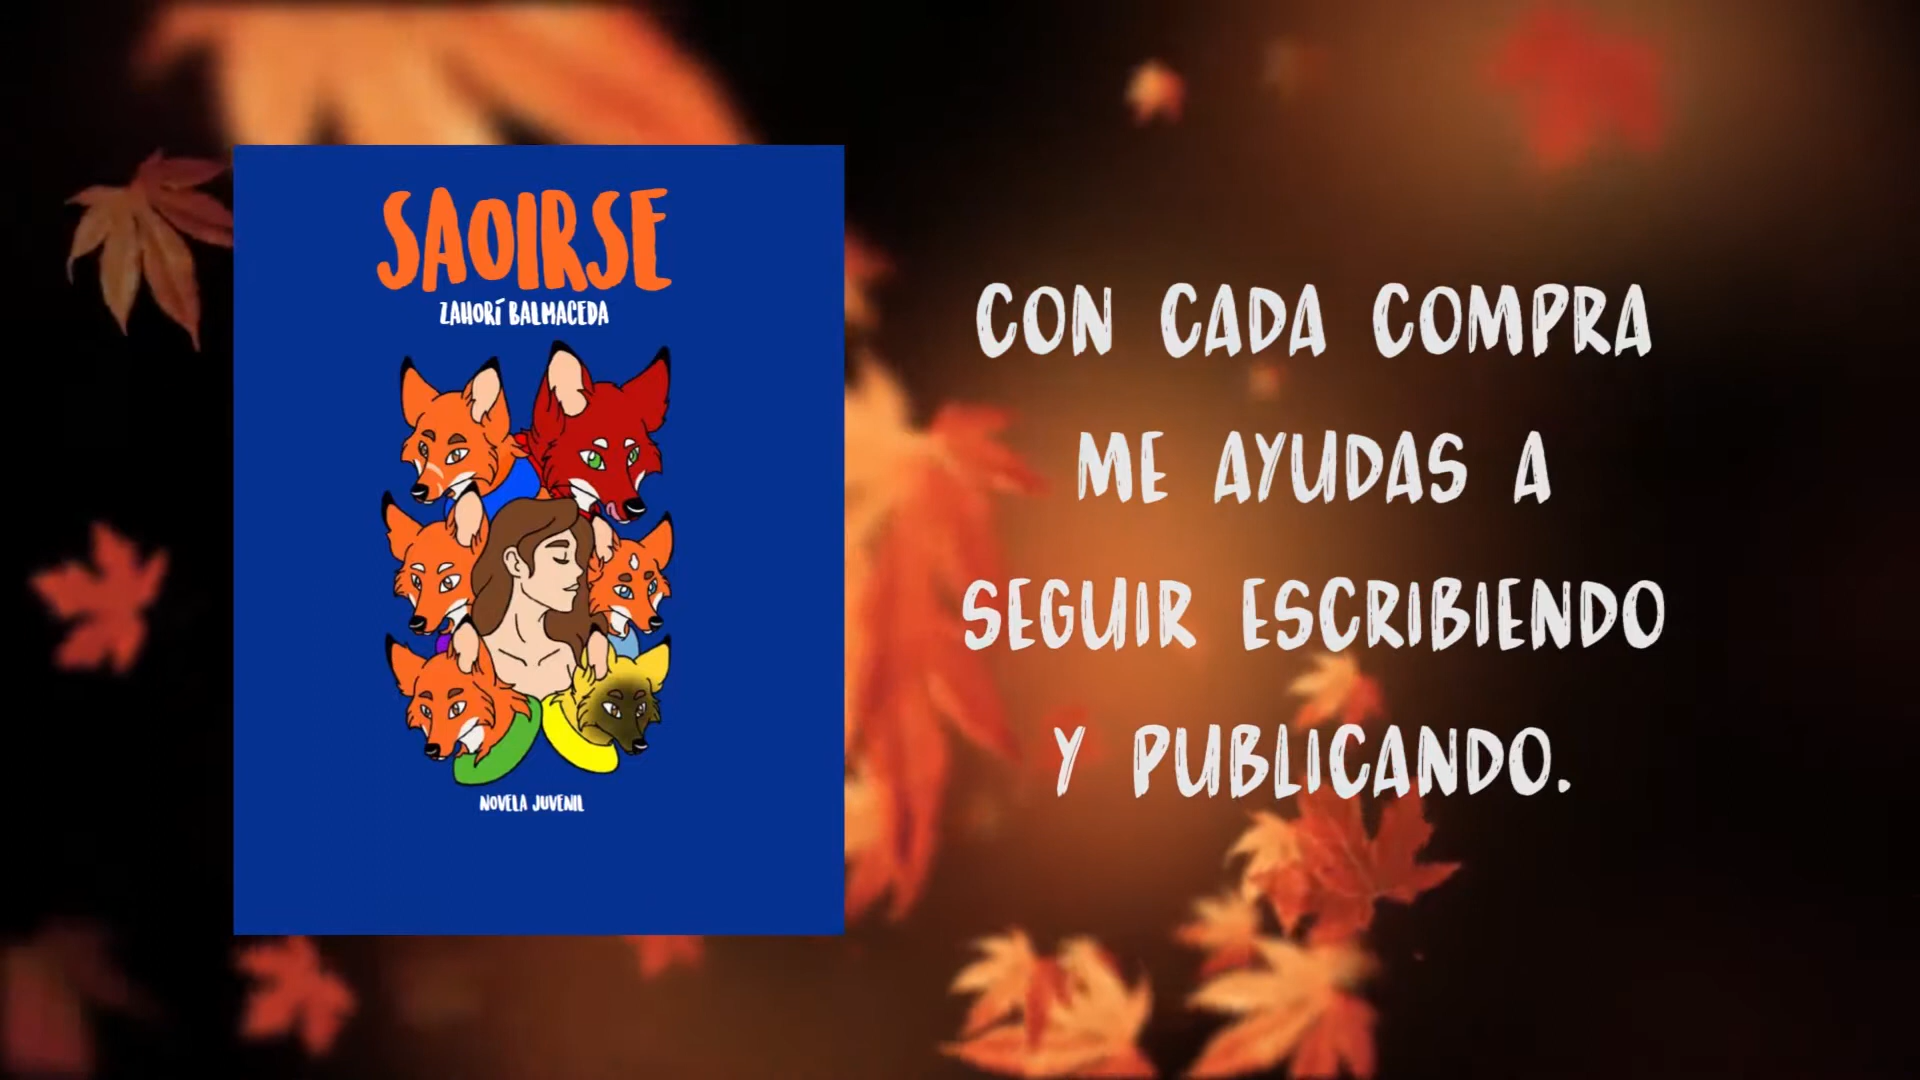 SAOIRSE
ZAHORÍ BALMACEDA
NOVELA JUVENIL
CON CADA COMPRA
ME AYUDAS A
SEGUIR ESCRIBIENDO
Y PUBLICANDO.